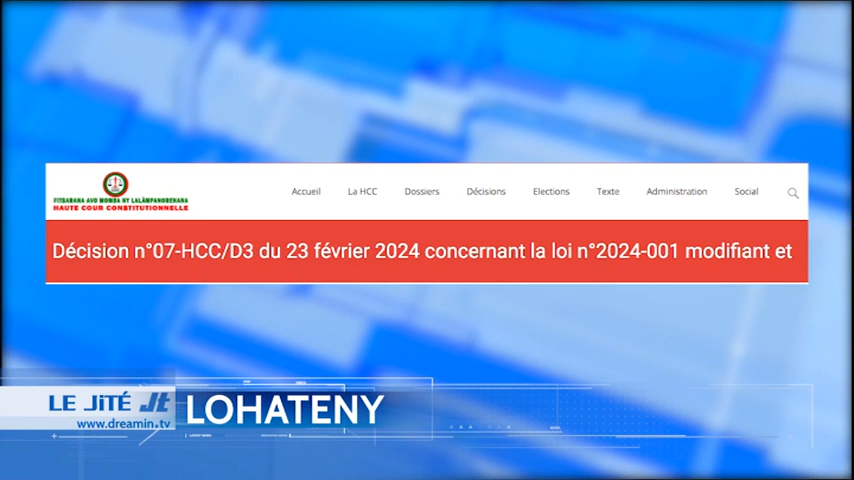 FITSARANA AVO MOMBA NY LALÀMPANORENANA
HAUTE COUR CONSTITUTIONNELLE
Accueil La HCC Dossiers Décisions Elections Texte Administration Social
Décision n°07-HCC/D3 du 23 février 2024 concernant la loi n°2024-001 modifiant et
LE JiTÉ Jt
www.dreamin.tv
LOHATENY
LATEST NEWS